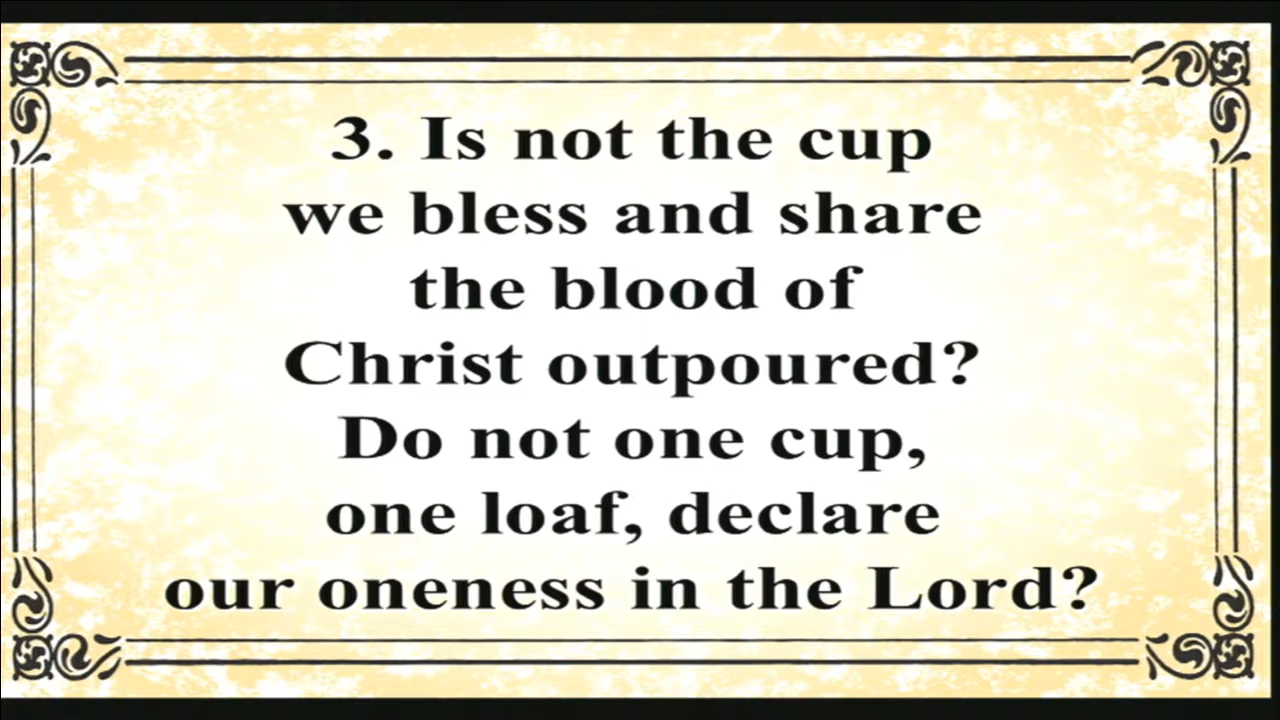 3. Is not the cup
we bless and share
the blood of
Christ outpoured?
Do not one cup,
one loaf, declare
our oneness in the Lord?